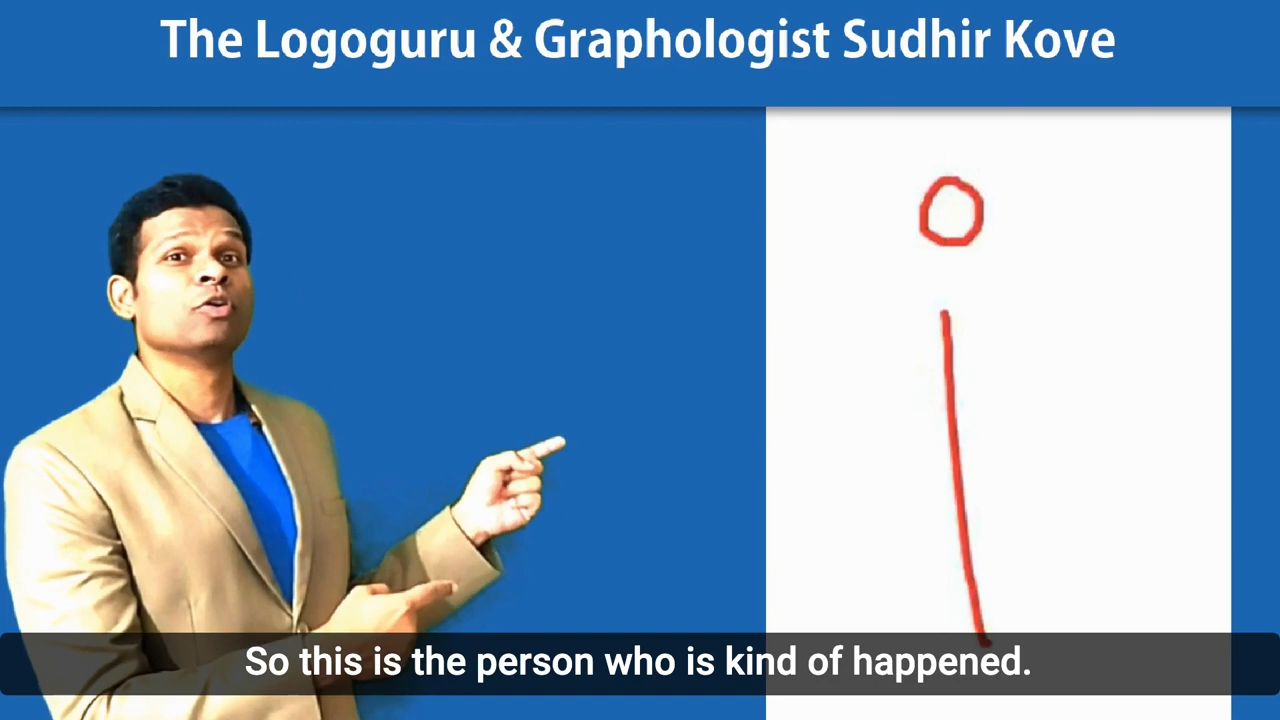 The Logoguru & Graphologist Sudhir Kove
i
So this is the person who is kind of happened.